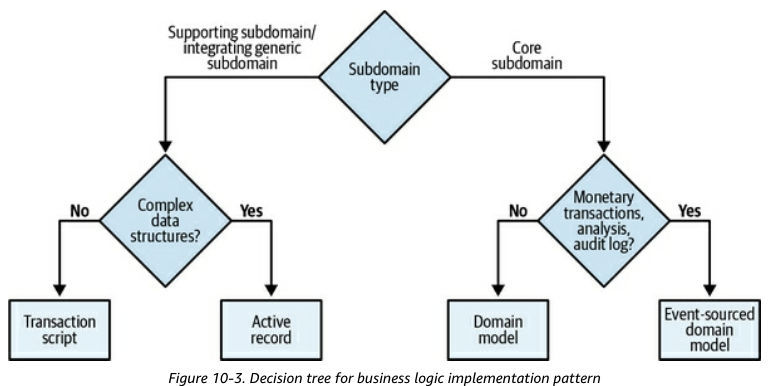 Supporting subdomain/
integrating generic
subdomain
Subdomain
type
Core
subdomain
No
Complex
data
structures?
Yes
No
Monetary
transactions,
analysis,
audit log?
Yes
Transaction
script
Active
record
Domain
model
Event-sourced
domain
model
Figure 10-3. Decision tree for business logic implementation pattern